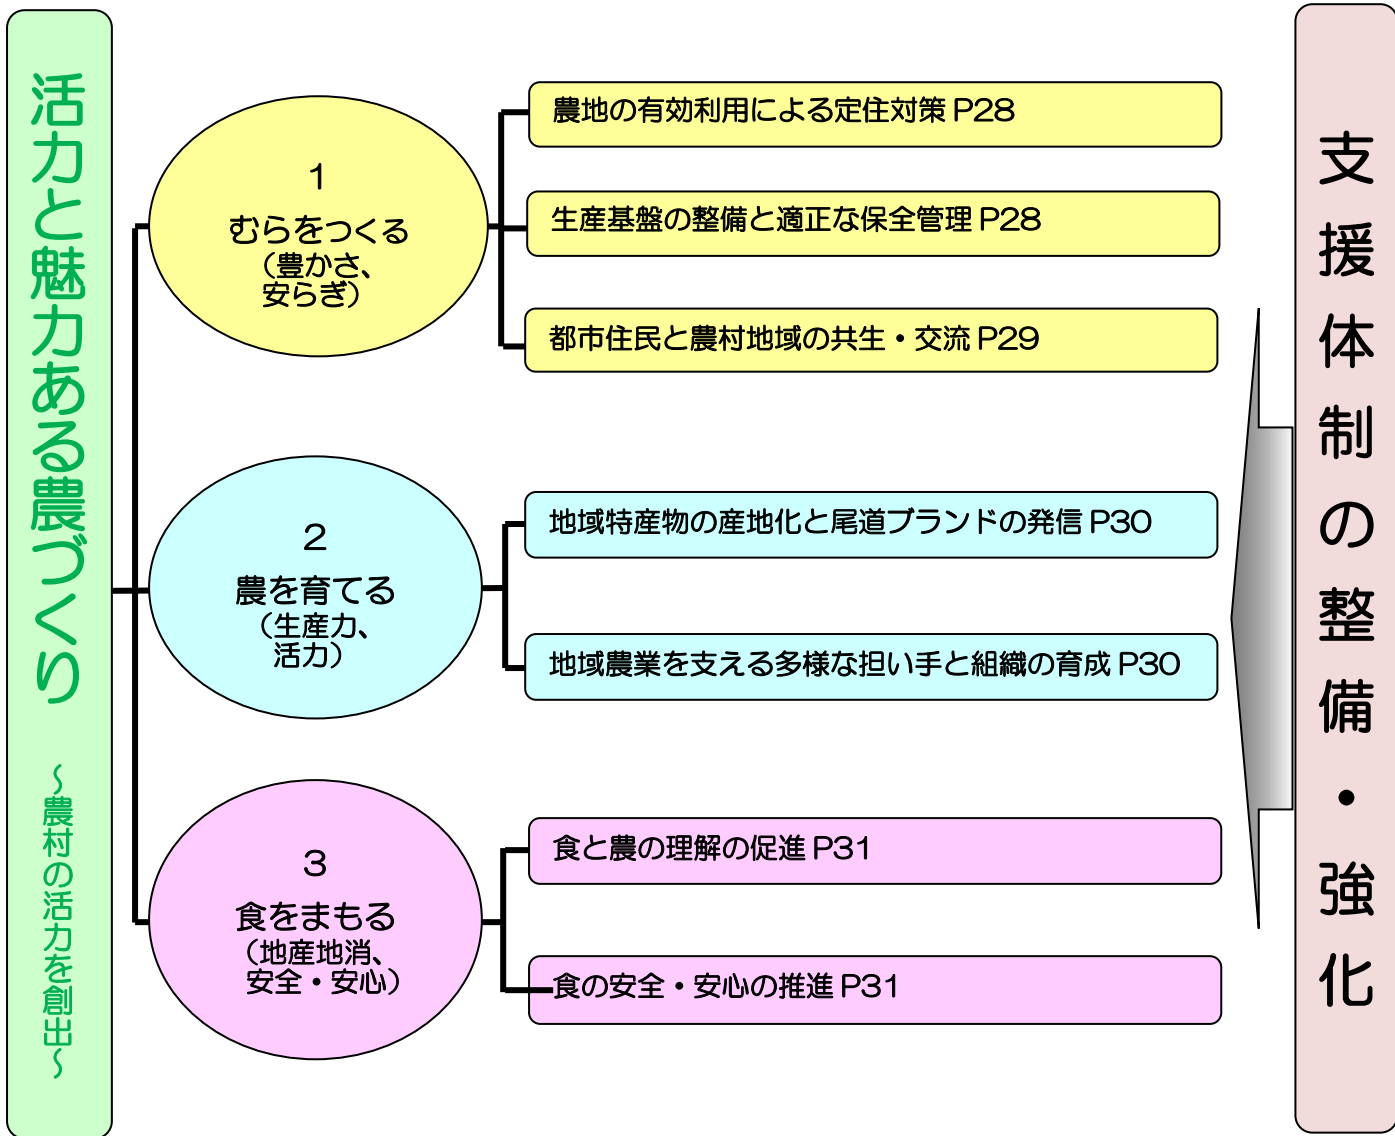 活力と魅力ある農づくり　～農村の活力を創出～
1
むらをつくる
（豊かさ、
安らぎ）
農地の有効利用による定住対策 P28
生産基盤の整備と適正な保全管理 P28
都市住民と農村地域の共生・交流 P29
2
農を育てる
（生産力、
活力）
地域特産物の産地化と尾道ブランドの発信 P30
地域農業を支える多様な担い手と組織の育成 P30
3
食をまもる
（地産地消、
安全・安心）
食と農の理解の促進 P31
食の安全・安心の推進 P31
支援体制の整備・強化